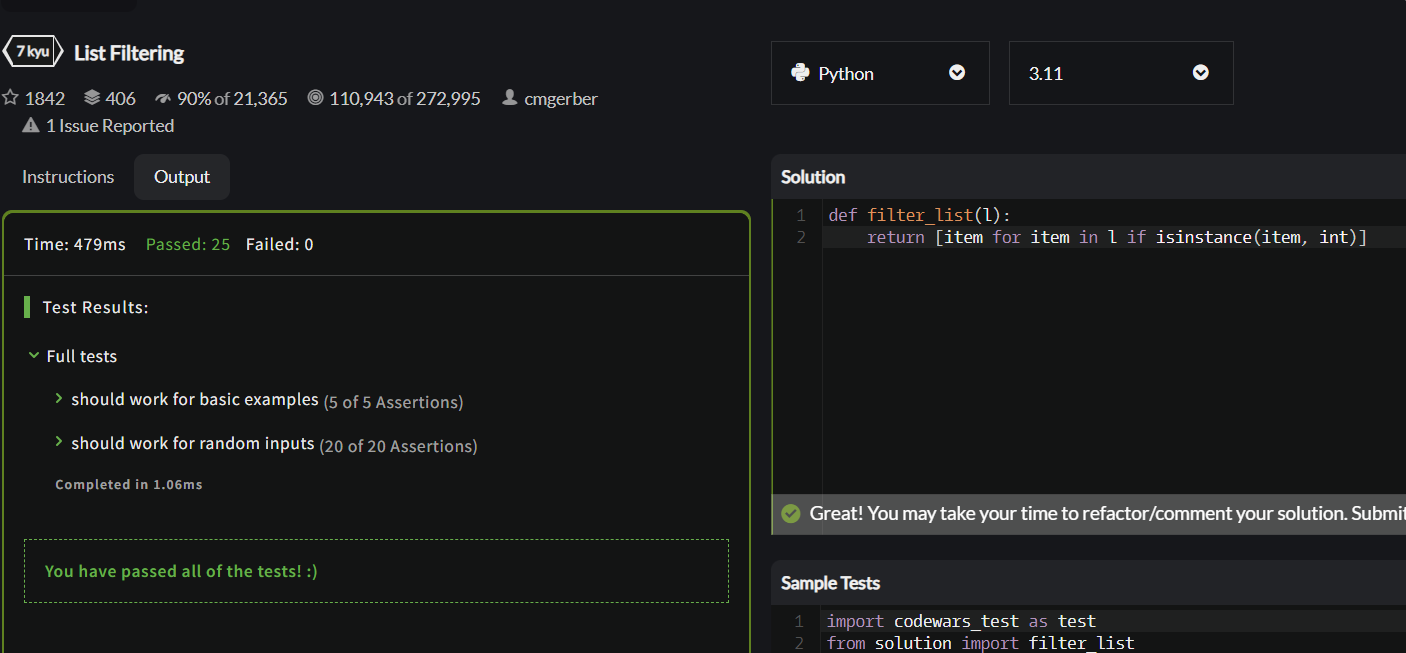 7 kyu List Filtering
1842 406 90% of 21,365 110,943 of 272,995 cmgerber
1 Issue Reported
Instructions Output
Time: 479ms Passed: 25 Failed: 0
Test Results:
Full tests
should work for basic examples (5 of 5 Assertions)
should work for random inputs (20 of 20 Assertions)
Completed in 1.06ms
You have passed all of the tests! :)
Python 3.11
Solution
1 def filter_list(l):
2 return [item for item in l if isinstance(item, int)]
Great! You may take your time to refactor/comment your solution. Submit
Sample Tests
1 import codewars_test as test
2 from solution import filter_list